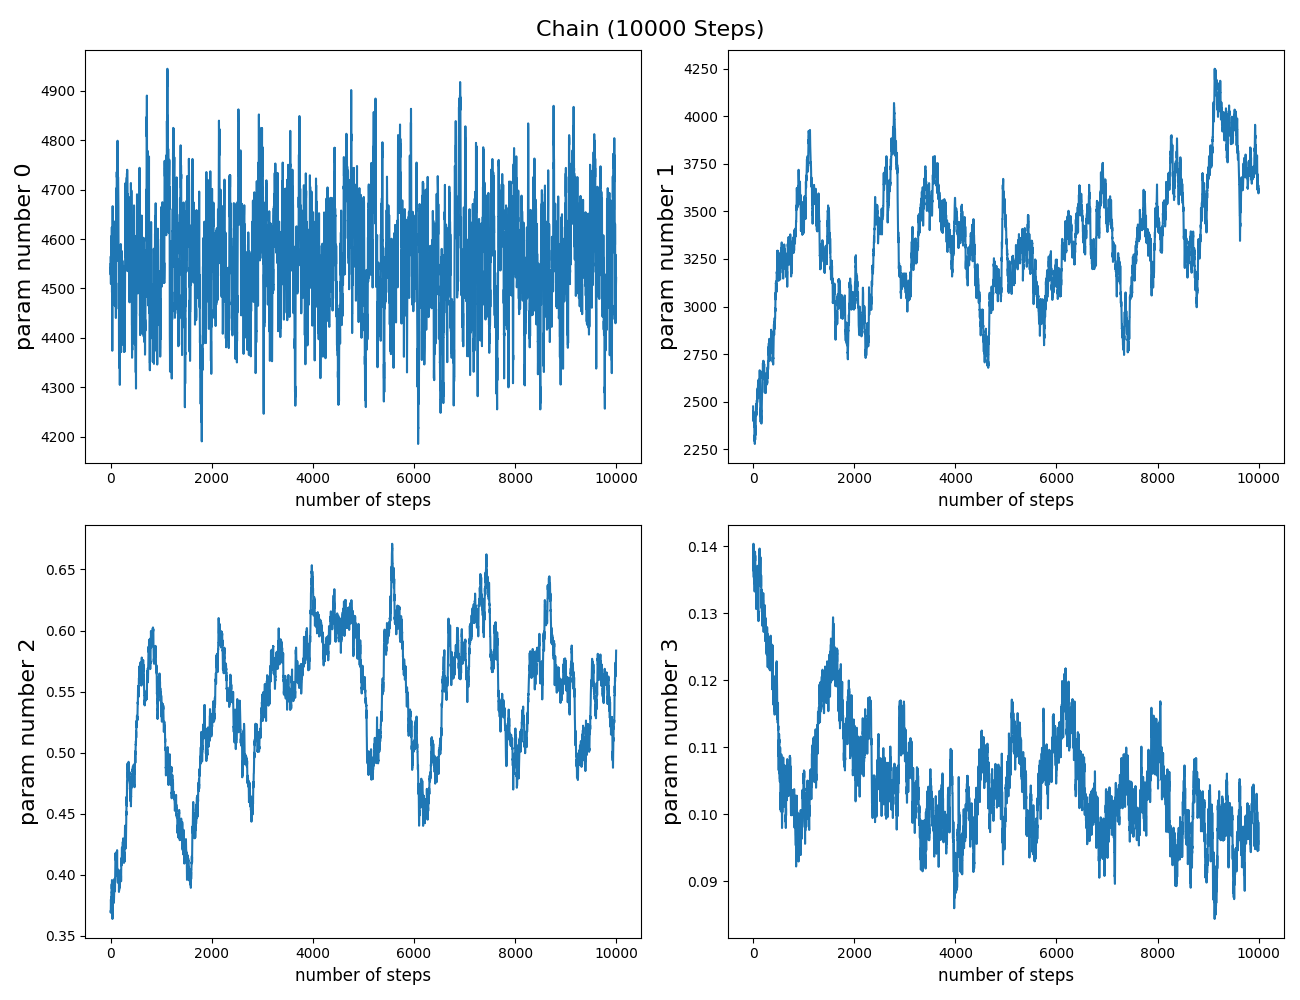 Chain (10000 Steps)
param number 0
4900
4800
4700
4600
4500
4400
4300
4200
0 2000 4000 6000 8000 10000
number of steps
param number 1
4250
4000
3750
3500
3250
3000
2750
2500
2250
0 2000 4000 6000 8000 10000
number of steps
param number 2
0.65
0.60
0.55
0.50
0.45
0.40
0.35
0 2000 4000 6000 8000 10000
number of steps
param number 3
0.14
0.13
0.12
0.11
0.10
0.09
0 2000 4000 6000 8000 10000
number of steps